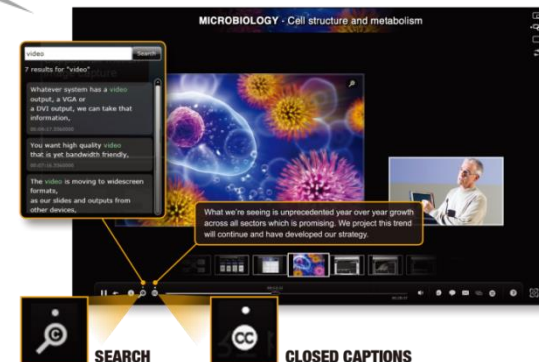 MICROBIOLOGY - Cell structure and metabolism
video
Search
7 results for "video"
Whatever system has a video
output, a VGA or
a DVI output, we can take that
information,
You want high quality video
that is yet bandwidth friendly,
The video is moving to widescreen
formats,
as our slides and outputs from
other devices,
What we're seeing is unprecedented year over year growth
across all sectors which is promising. We project this trend
will continue and have developed our strategy.
C
CC
SEARCH
CLOSED CAPTIONS